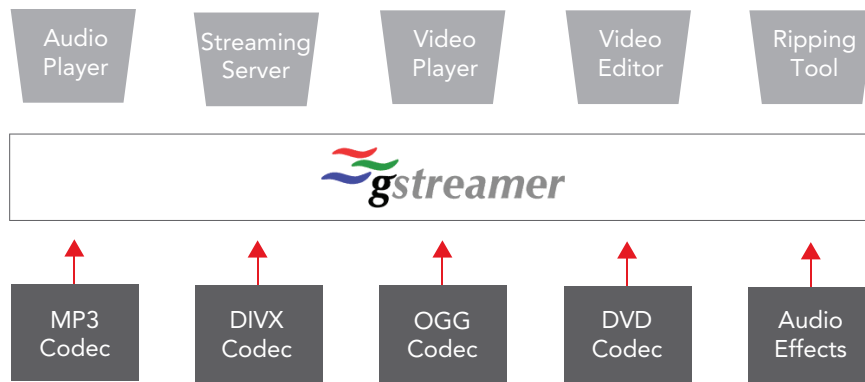 Audio
Player
Streaming
Server
Video
Player
Video
Editor
Ripping
Tool
gstreamer
MP3
Codec
DIVX
Codec
OGG
Codec
DVD
Codec
Audio
Effects